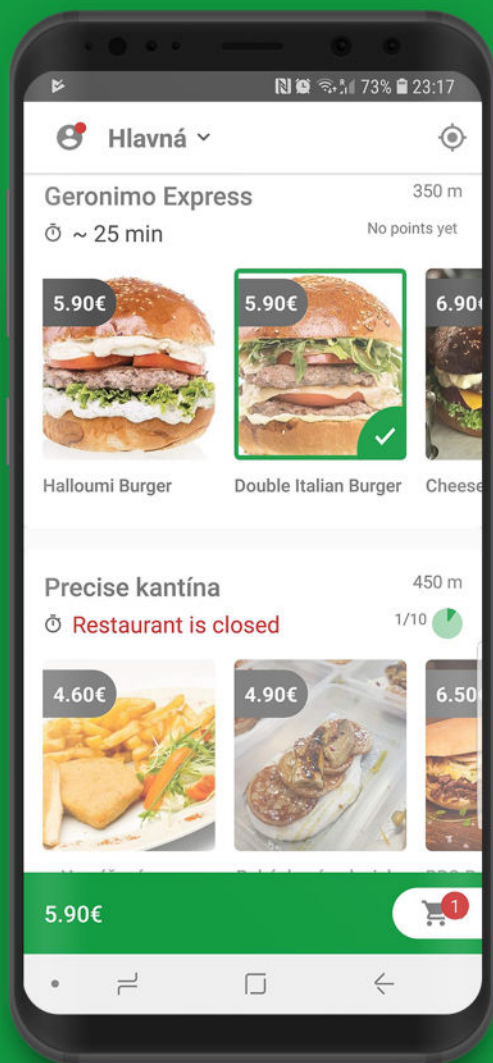 73% 23:17
Hlavná
Geronimo Express 350 m
~ 25 min No points yet
5.90€ 5.90€ 6.90€
Halloumi Burger Double Italian Burger Cheese
Precise kantína 450 m
Restaurant is closed 1/10
4.60€ 4.90€ 6.50
5.90€ 1